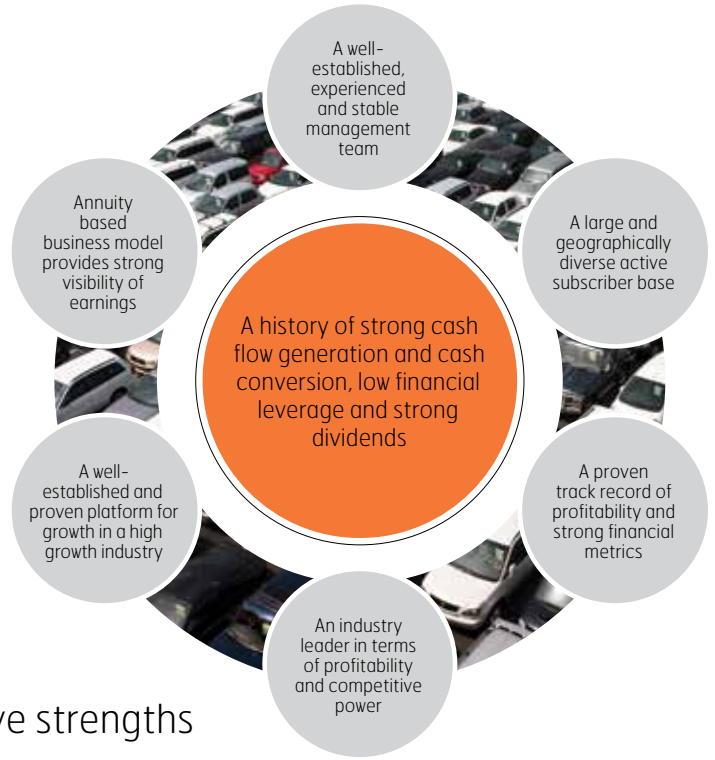 A well-
established,
experienced
and stable
management
team
A large and
geographically
diverse active
subscriber base
A proven
track record of
profitability and
strong financial
metrics
An industry
leader in terms
of profitability
and competitive
power
A well-
established and
proven platform for
growth in a high
growth industry
Annuity
based
business model
provides strong
visibility of
earnings
A history of strong cash
flow generation and cash
conversion, low financial
leverage and strong
dividends
strengths